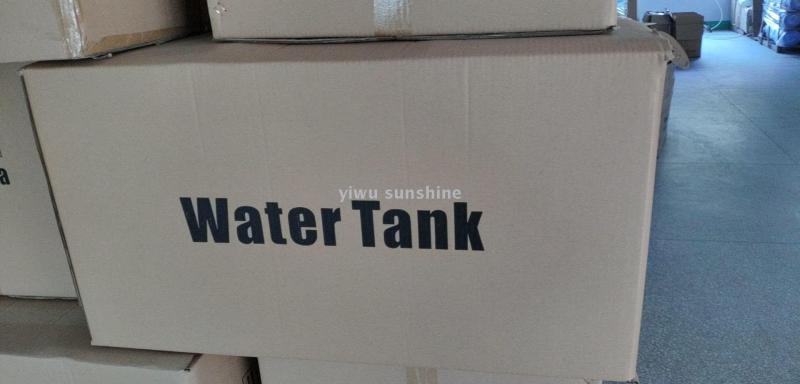 yiwu sunshine
Water Tank
a